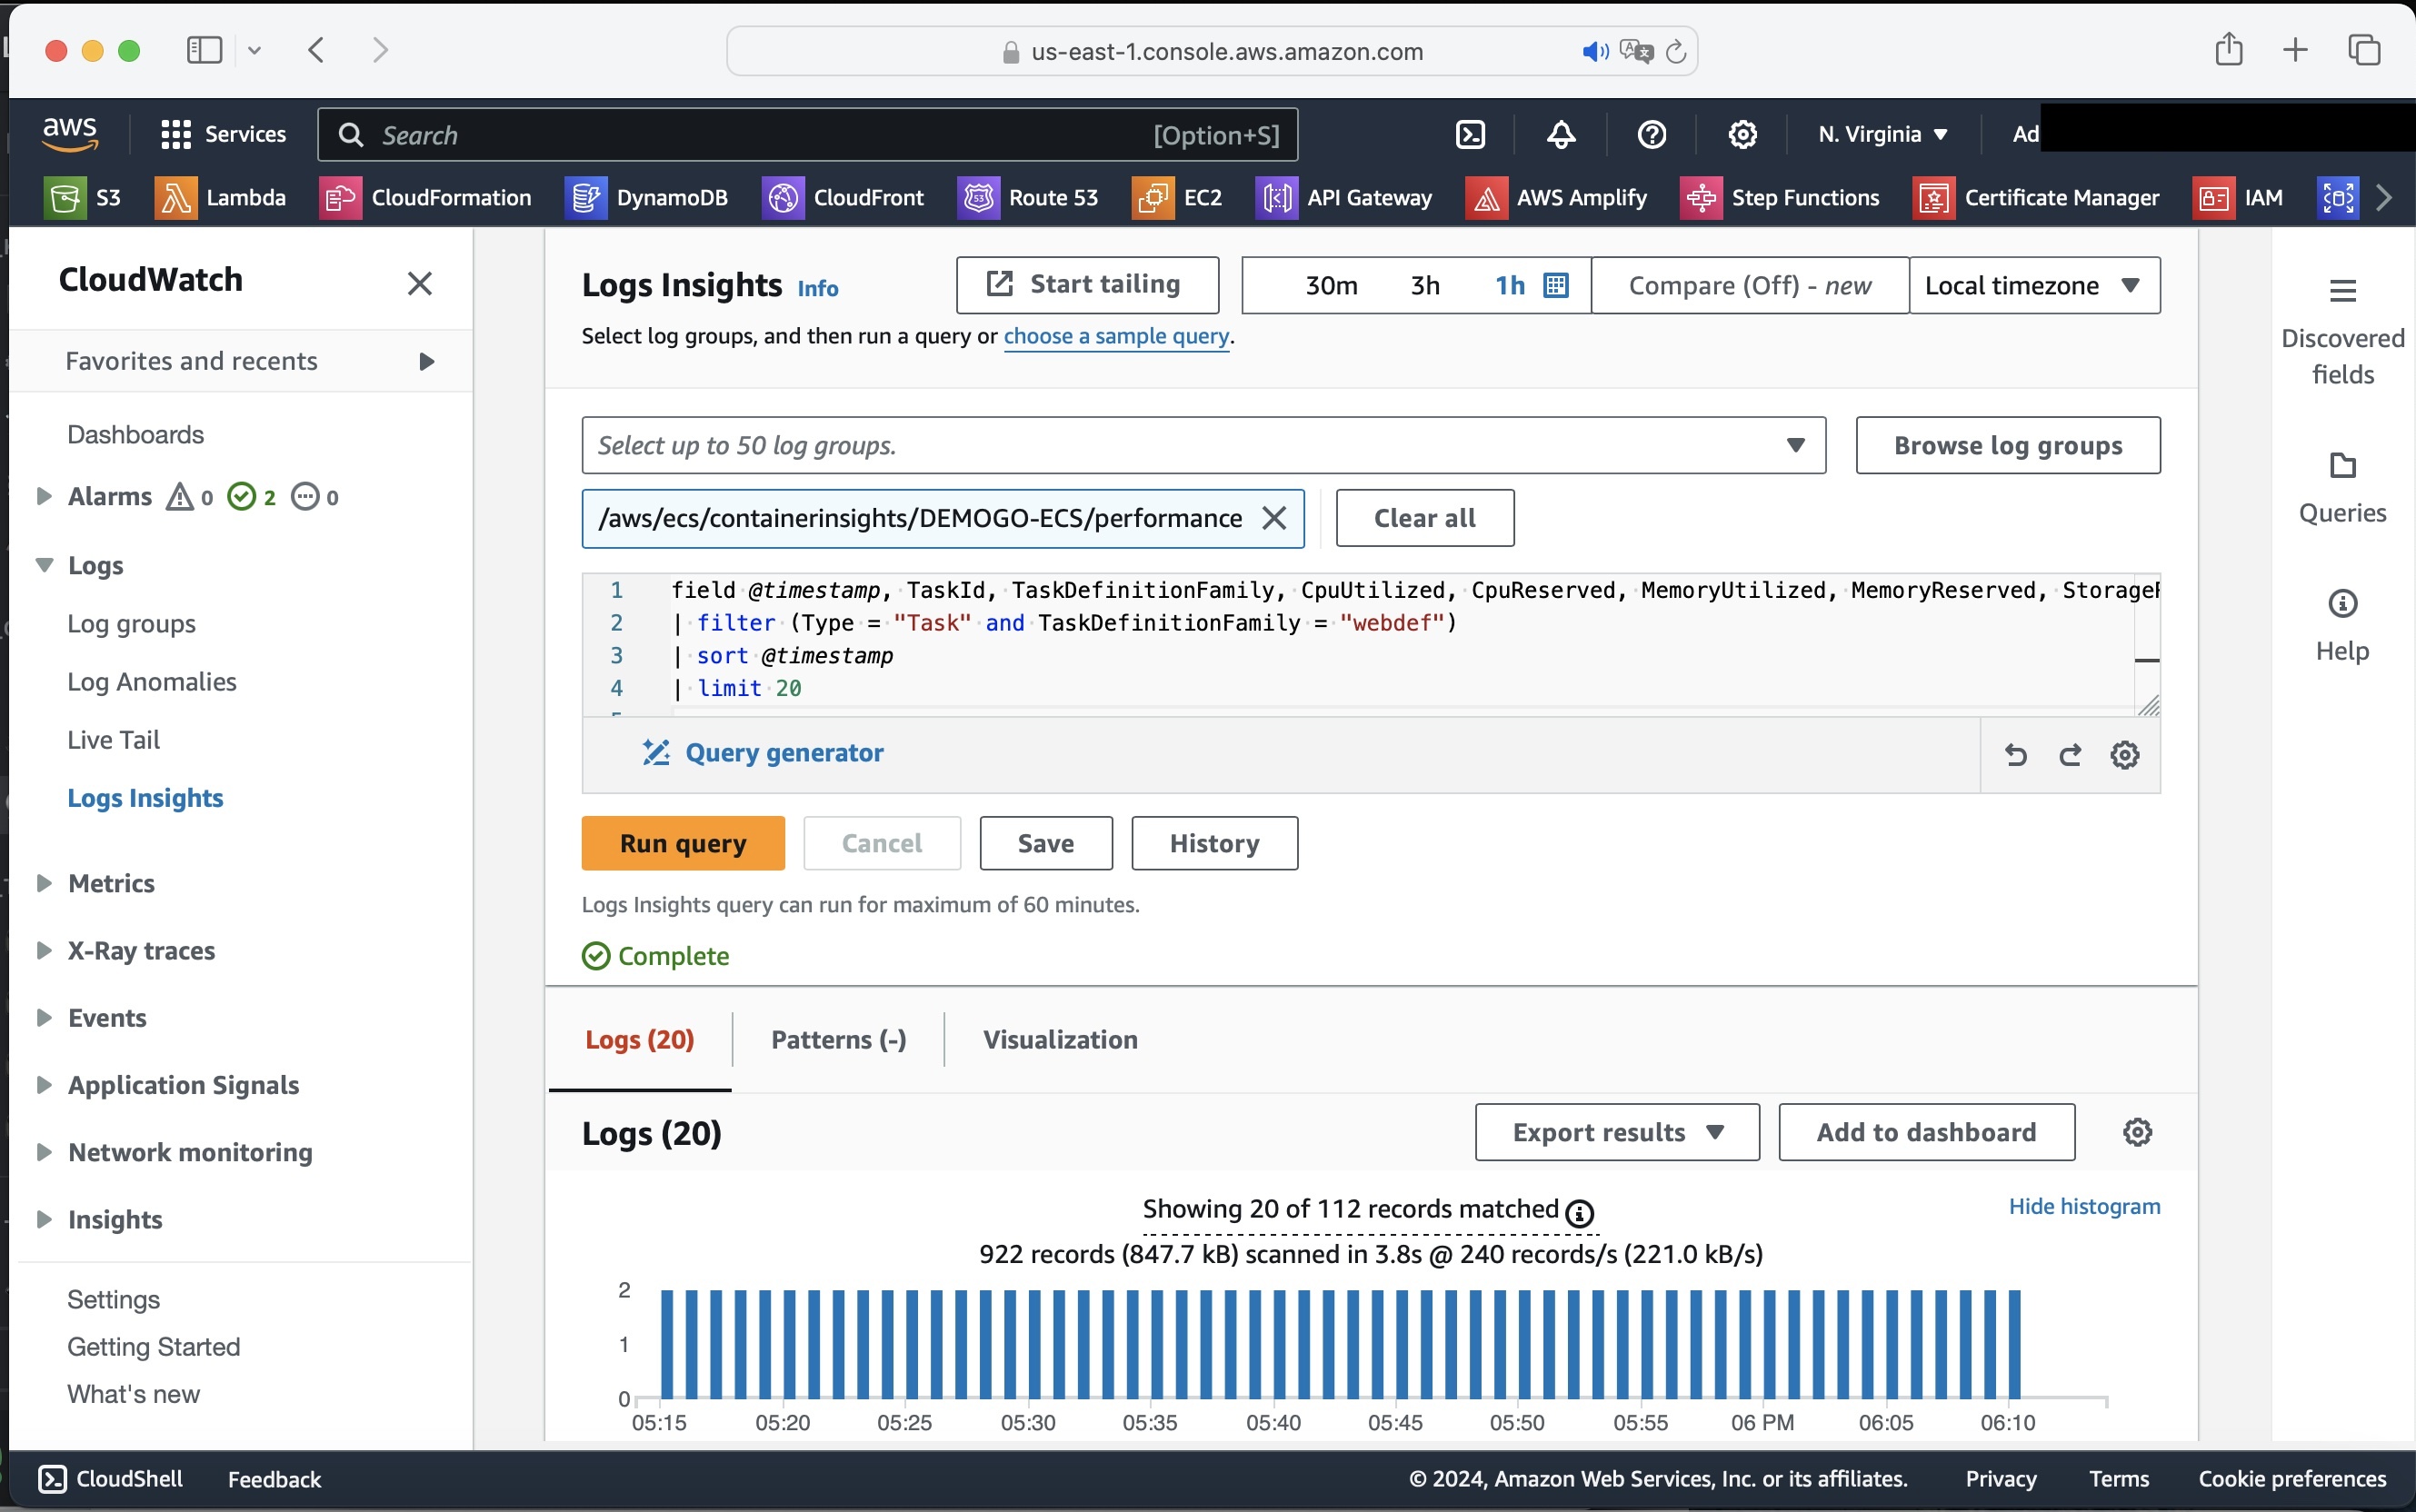 us-east-1.console.aws.amazon.com
aws
Services
Search
[Option+S]
N. Virginia
Ad
S3
Lambda
CloudFormation
DynamoDB
CloudFront
53
Route 53
EC2
API Gateway
AWS Amplify
Step Functions
Certificate Manager
IAM
CloudWatch
Favorites and recents
Dashboards
Alarms 0 2 0
Logs
Log groups
Log Anomalies
Live Tail
Logs Insights
Metrics
X-Ray traces
Events
Application Signals
Network monitoring
Insights
Settings
Getting Started
What's new
Logs Insights Info
Start tailing
30m 3h 1h
Compare (Off) - new
Local timezone
Select log groups, and then run a query or choose a sample query.
Select up to 50 log groups.
Browse log groups
/aws/ecs/containerinsights/DEMOGO-ECS/performance
Clear all
1 field @timestamp, TaskId, TaskDefinitionFamily, CpuUtilized, CpuReserved, MemoryUtilized, MemoryReserved,
2 | filter (Type = "Task" and TaskDefinitionFamily = "webdef")
3 | sort @timestamp
4 | limit 20
Query generator
Run query
Cancel
Save
History
Logs Insights query can run for maximum of 60 minutes.
Complete
Logs (20)
Patterns (-)
Visualization
Logs (20)
Export results
Add to dashboard
Showing 20 of 112 records matched
Hide histogram
922 records (847.7 kB) scanned in 3.8s @ 240 records/s (221.0 kB/s)
2
1
0
05:15 05:20 05:25 05:30 05:35 05:40 05:45 05:50 05:55 06 PM 06:05 06:10
Discovered
fields
Queries
Help
CloudShell
Feedback
© 2024, Amazon Web Services, Inc. or its affiliates.
Privacy
Terms
Cookie preferences